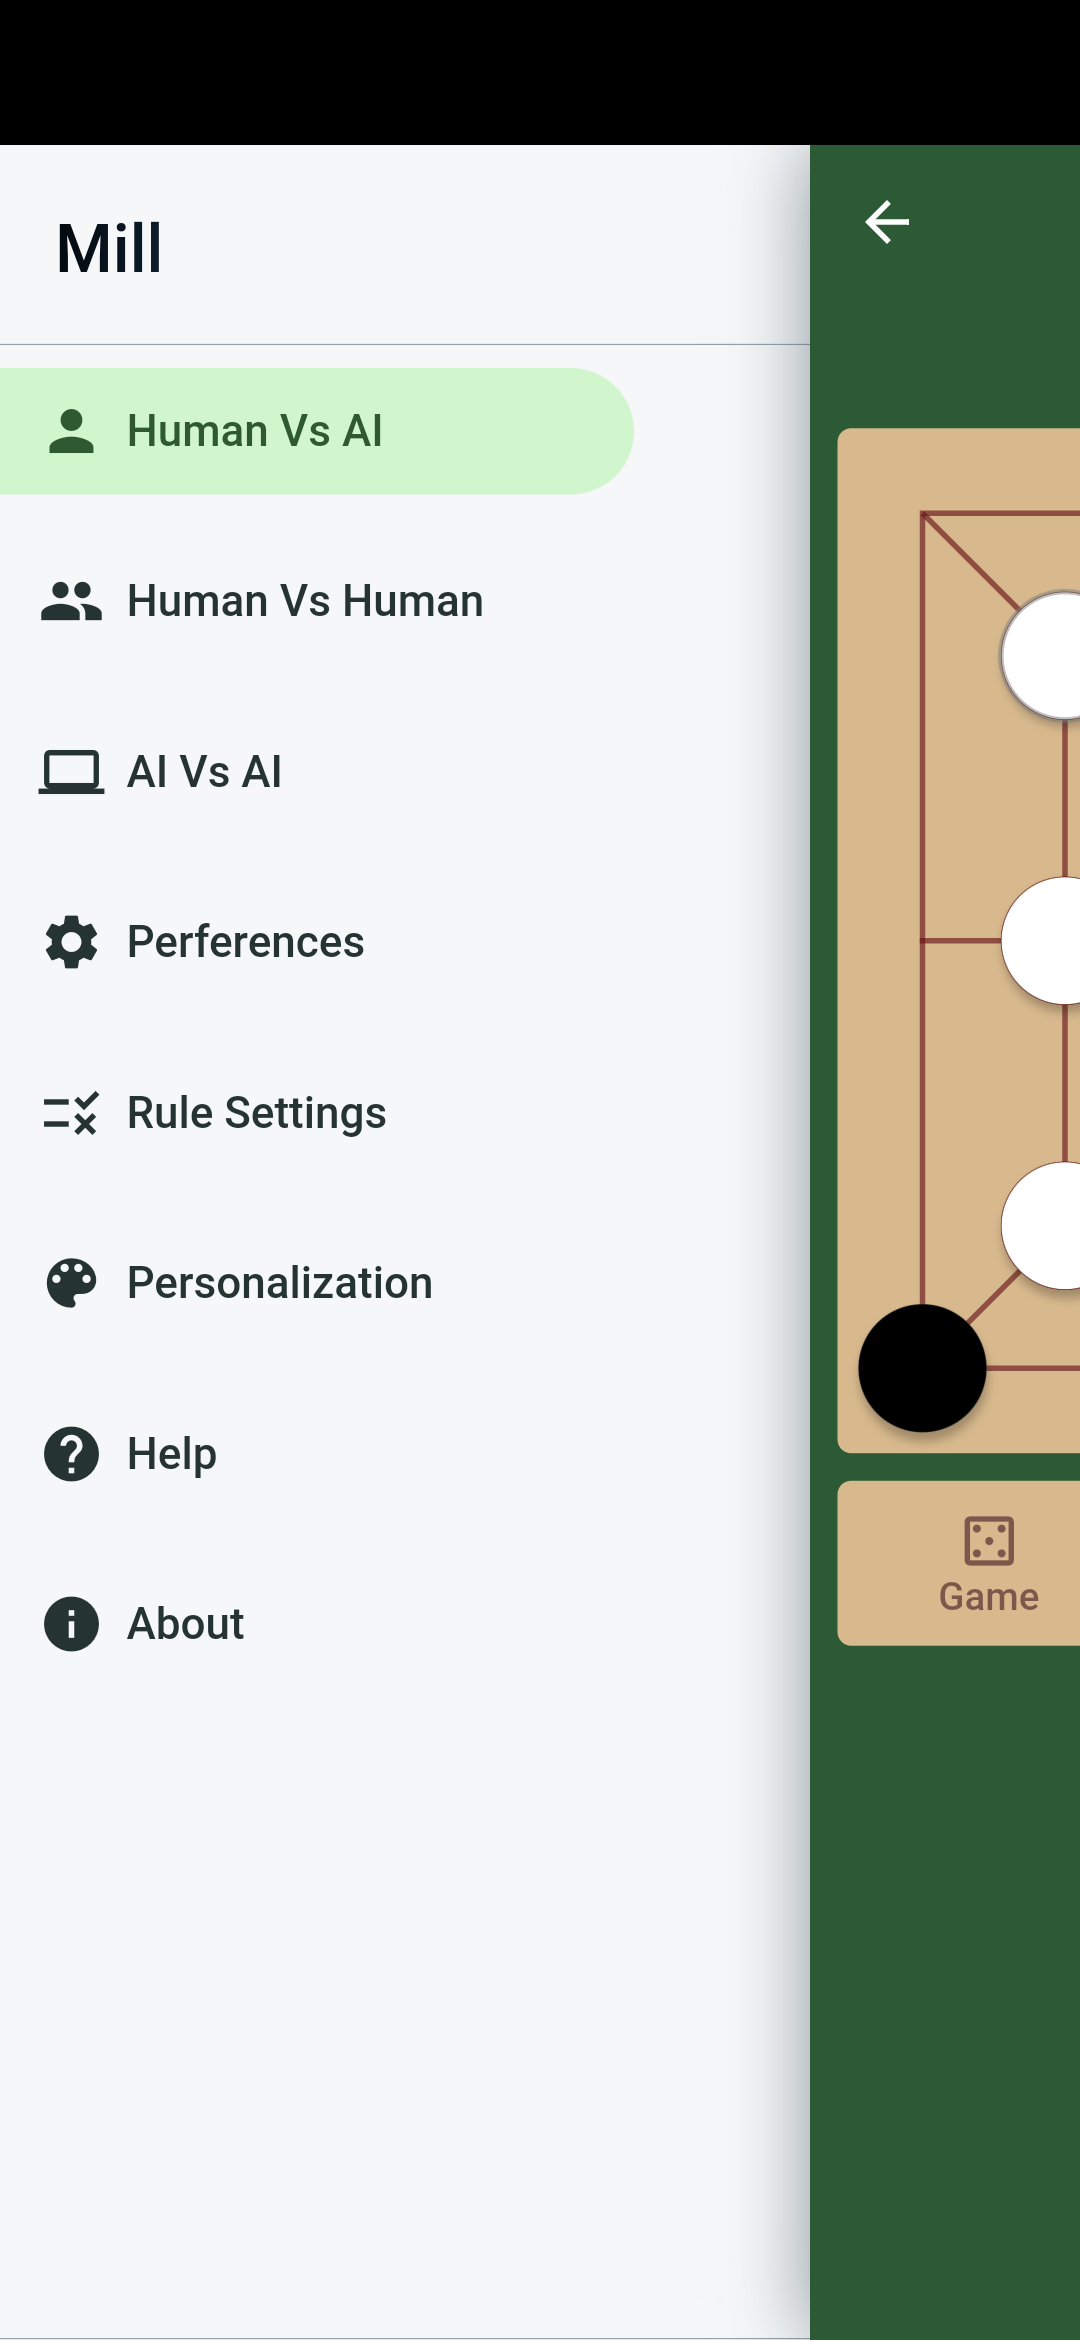 Mill
Human Vs AI
Human Vs Human
AI Vs AI
Perferences
Rule Settings
Personalization
Help
About
Game